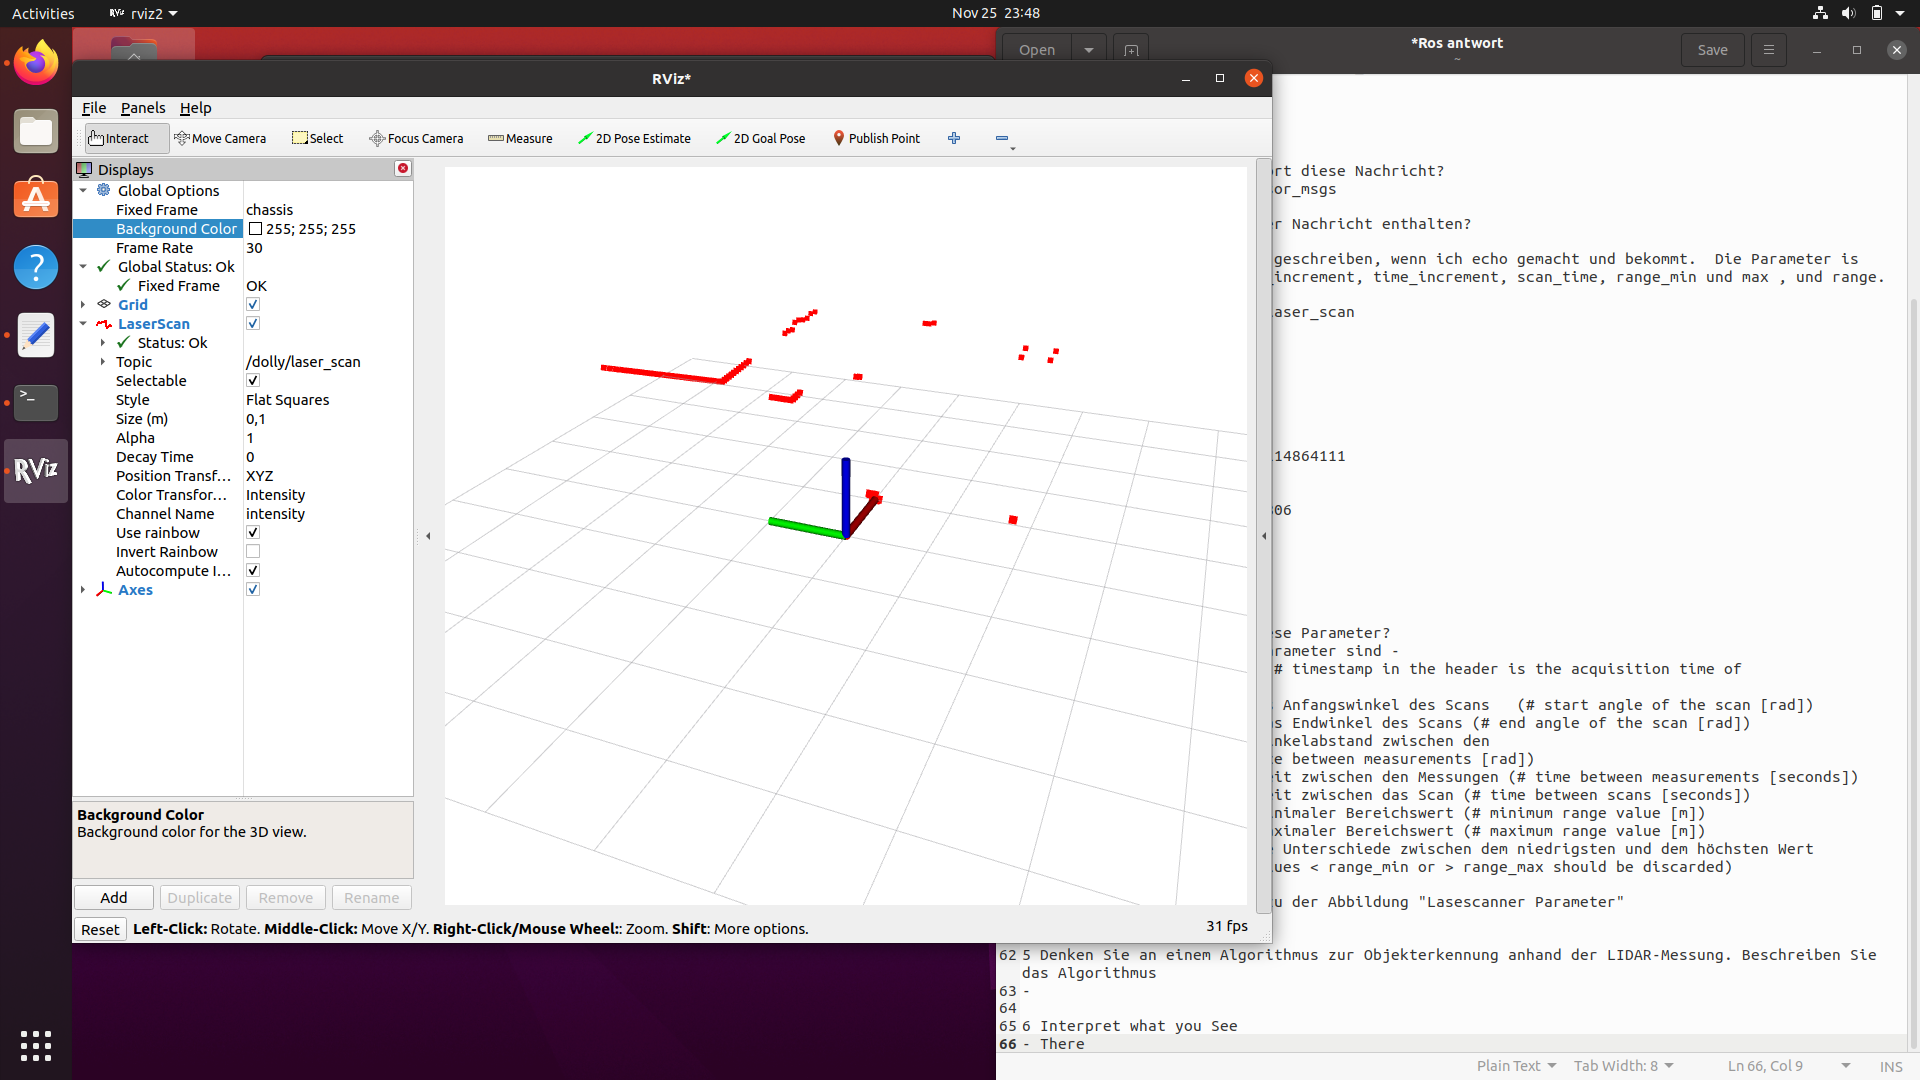 Activities
RViz rviz2
Nov 25 23:48
Open
*Ros antwort
~
Save
RViz*
File Panels Help
Interact Move Camera Select Focus Camera Measure 2D Pose Estimate 2D Goal Pose Publish Point
Displays
Global Options
Fixed Frame chassis
Background Color 255; 255; 255
Frame Rate 30
Global Status: Ok
Fixed Frame OK
Grid
LaserScan
Status: Ok
Topic /dolly/laser_scan
Selectable
Style Flat Squares
Size (m) 0,1
Alpha 1
Decay Time 0
Position Transf... XYZ
Color Transfor... Intensity
Channel Name intensity
Use rainbow
Invert Rainbow
Autocompute I...
Axes
Background Color
Background color for the 3D view.
Add Duplicate Remove Rename
Reset Left-Click: Rotate. Middle-Click: Move X/Y. Right-Click/Mouse Wheel:: Zoom. Shift: More options.
31 fps
RViz
diese Nachricht?
or_msgs
Nachricht enthalten?
geschreiben, wenn ich echo gemacht und bekommt. Die Parameter is
increment, time_increment, scan_time, range_min und max , und range.
aser_scan
14864111
06
se Parameter?
rameter sind -
# timestamp in the header is the acquisition time of
Anfangswinkel des Scans (# start angle of the scan [rad])
s Endwinkel des Scans (# end angle of the scan [rad])
nkelabstand zwischen den
e between measurements [rad])
eit zwischen den Messungen (# time between measurements [seconds])
eit zwischen das Scan (# time between scans [seconds])
nimaler Bereichswert (# minimum range value [m])
ximaler Bereichswert (# maximum range value [m])
Unterschiede zwischen dem niedrigsten und dem höchsten Wert
ues < range_min or > range_max should be discarded)
u der Abbildung "Lasescanner Parameter"
62 5 Denken Sie an einem Algorithmus zur Objekterkennung anhand der LIDAR-Messung. Beschreiben Sie
das Algorithmus
63 -
64
65 6 Interpret what you See
66 - There
Plain Text Tab Width: 8 Ln 66, Col 9 INS